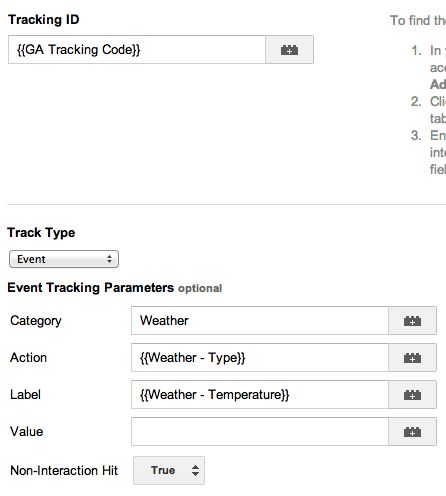 Tracking ID
To find the
{{GA Tracking Code}}
1. In
acc
Ad
2. Cli
tab
3. En
inte
fiel
Track Type
Event
Event Tracking Parameters optional
Category Weather
Action {{Weather - Type}}
Label {{Weather - Temperature}}
Value
Non-Interaction Hit True